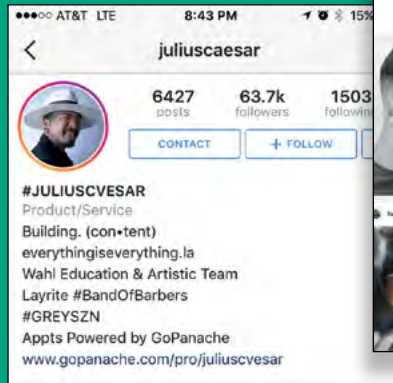 ●●●○○ AT&T LTE 8:43 PM 15%
juliuscaesar
6427 63.7k 1503
posts followers followin
CONTACT + FOLLOW
#JULIUSCVESAR
Product/Service
Building. (con•tent)
everythingiseverything.la
Wahl Education & Artistic Team
Layrite #BandOfBarbers
#GREYSZN
Appts Powered by GoPanache
www.gopanache.com/pro/juliuscvesar